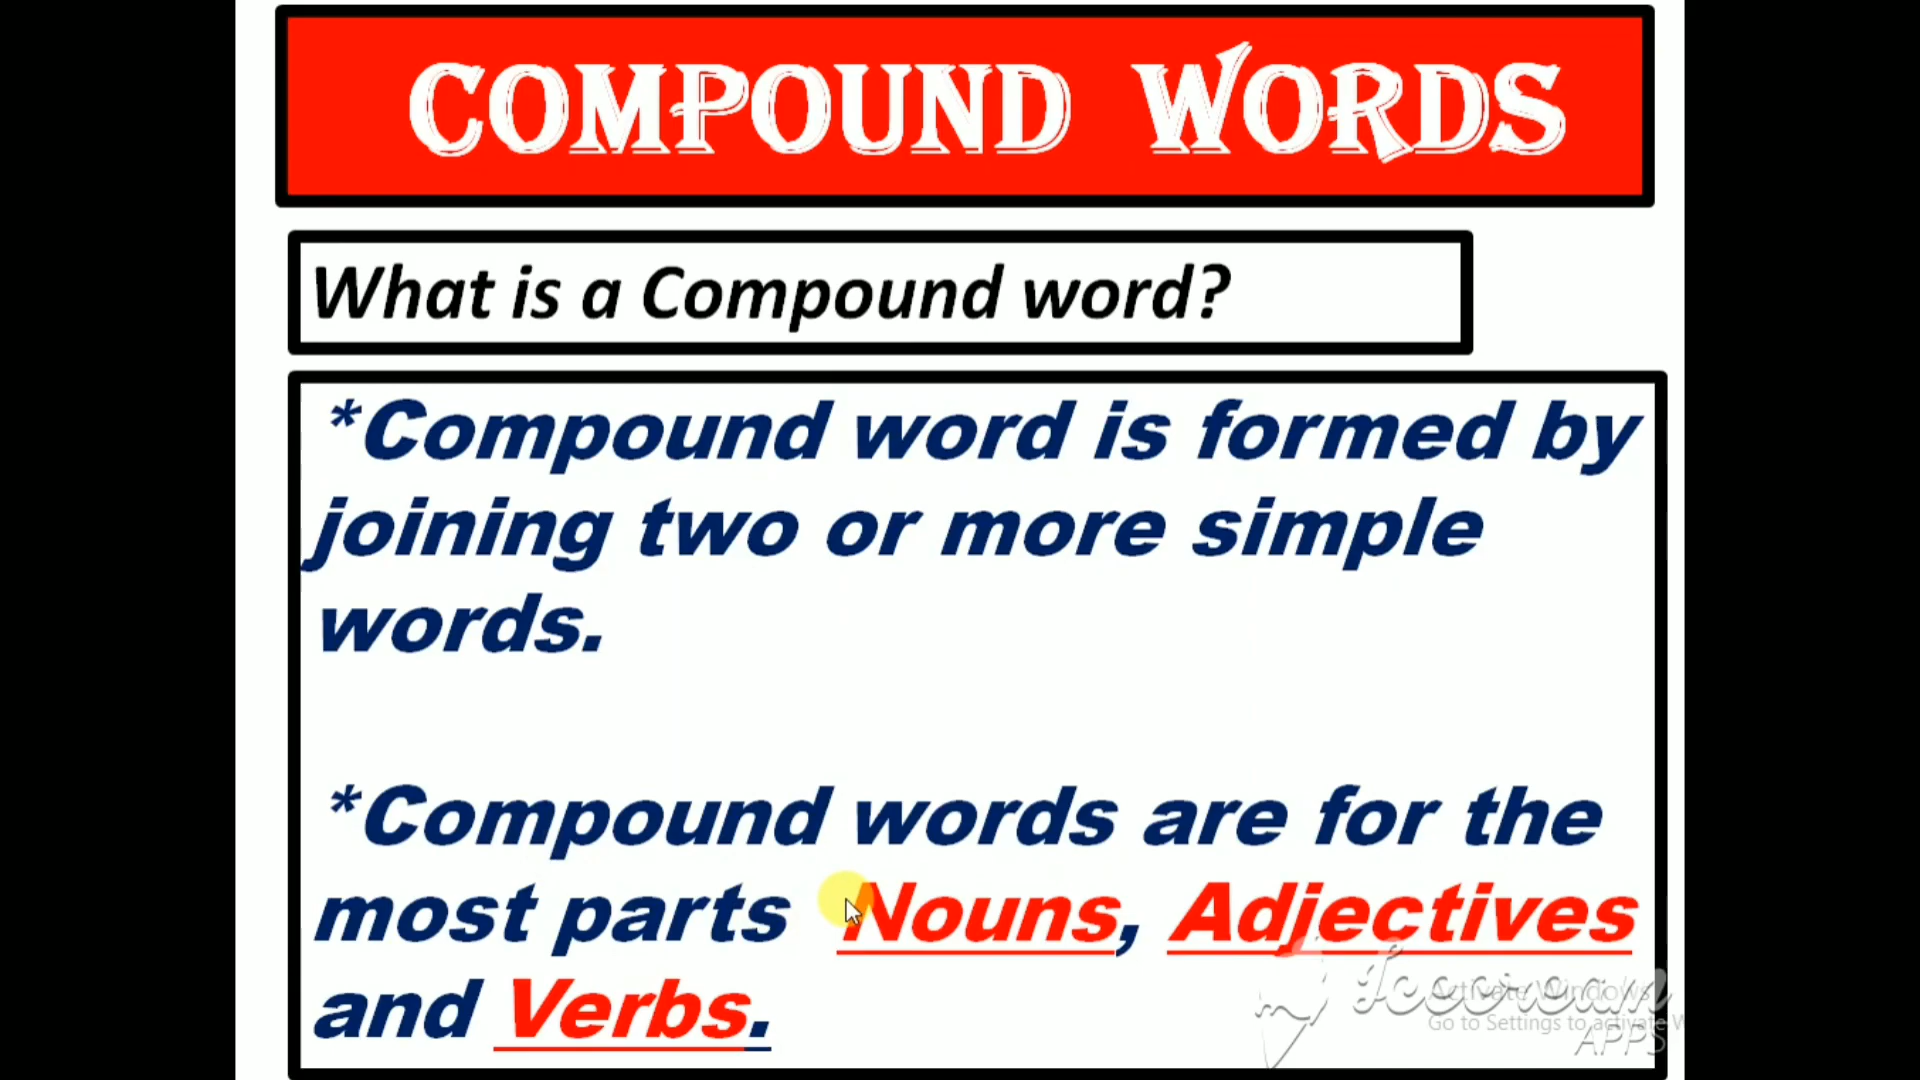 COMPOUND WORDS
What is a Compound word?
*Compound word is formed by
joining two or more simple
words.
*Compound words are for the
most parts Nouns, Adjectives
and Verbs.
Activate Windows
Go to Settings to activate W
APPS